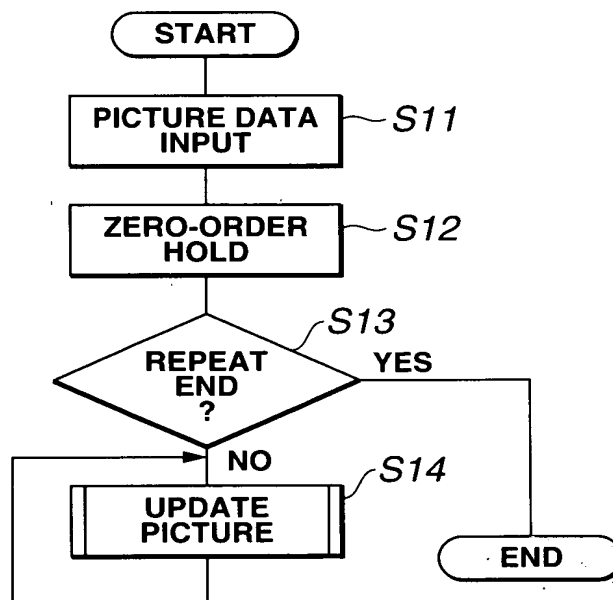 START
PICTURE DATA
INPUT
S11
ZERO-ORDER
HOLD
S12
S13
REPEAT
END
?
YES
NO
S14
UPDATE
PICTURE
END